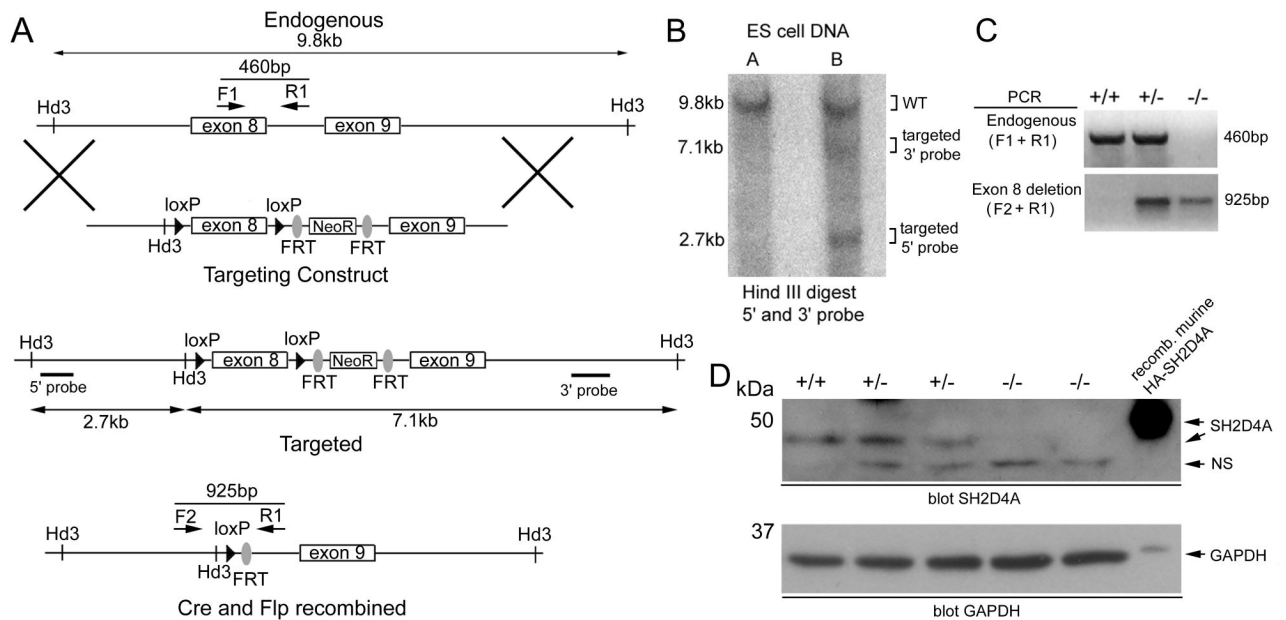 A
Endogenous
9.8kb
460bp
F1 R1
Hd3 Hd3
exon 8 exon 9
loxP loxP
exon 8 NeoR exon 9
Hd3 FRT FRT
Targeting Construct
Hd3 loxP loxP Hd3
exon 8 NeoR exon 9
Hd3 FRT FRT
5' probe 3' probe
2.7kb 7.1kb
Targeted
925bp
F2 R1
Hd3 loxP Hd3
exon 9
Hd3 FRT
Cre and Flp recombined
B
ES cell DNA
A B
9.8kb WT
7.1kb targeted
3' probe
2.7kb targeted
5' probe
Hind III digest
5' and 3' probe
C
PCR +/+ +/- -/-
Endogenous
(F1 + R1) 460bp
Exon 8 deletion
(F2 + R1) 925bp
D
kDa +/+ +/- +/- -/- -/- recomb. murine
HA-SH2D4A
50 SH2D4A
NS
blot SH2D4A
37
GAPDH
blot GAPDH